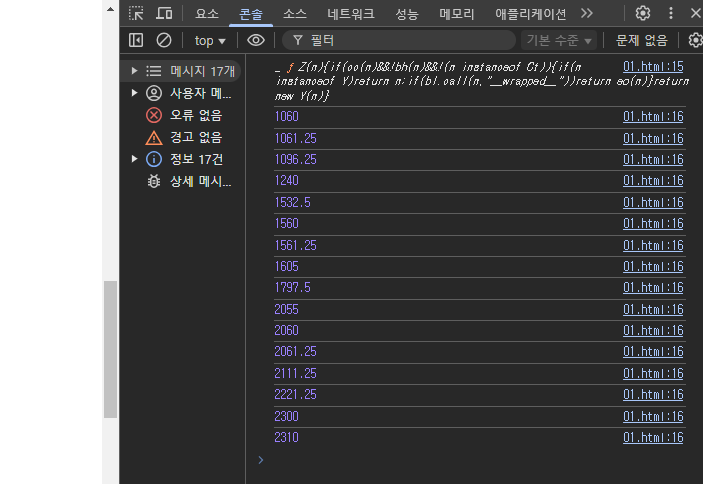 요소 콘솔 소스 네트워크 성능 메모리 애플리케이션
top 필터 기본 수준 문제 없음
메시지 17개
사용자 메...
오류 없음
경고 없음
정보 17건
상세 메시...
_ ƒ Z(n){if(oo(n)&&!bh(n)&&!(n instanceof Ct)){if(n 01.html:15
instanceof Y)return n;if(bl.call(n,"__wrapped__"))return eo(n)}return
new Y(n)}
1060 01.html:16
1061.25 01.html:16
1096.25 01.html:16
1240 01.html:16
1532.5 01.html:16
1560 01.html:16
1561.25 01.html:16
1605 01.html:16
1797.5 01.html:16
2055 01.html:16
2060 01.html:16
2061.25 01.html:16
2111.25 01.html:16
2221.25 01.html:16
2300 01.html:16
2310 01.html:16